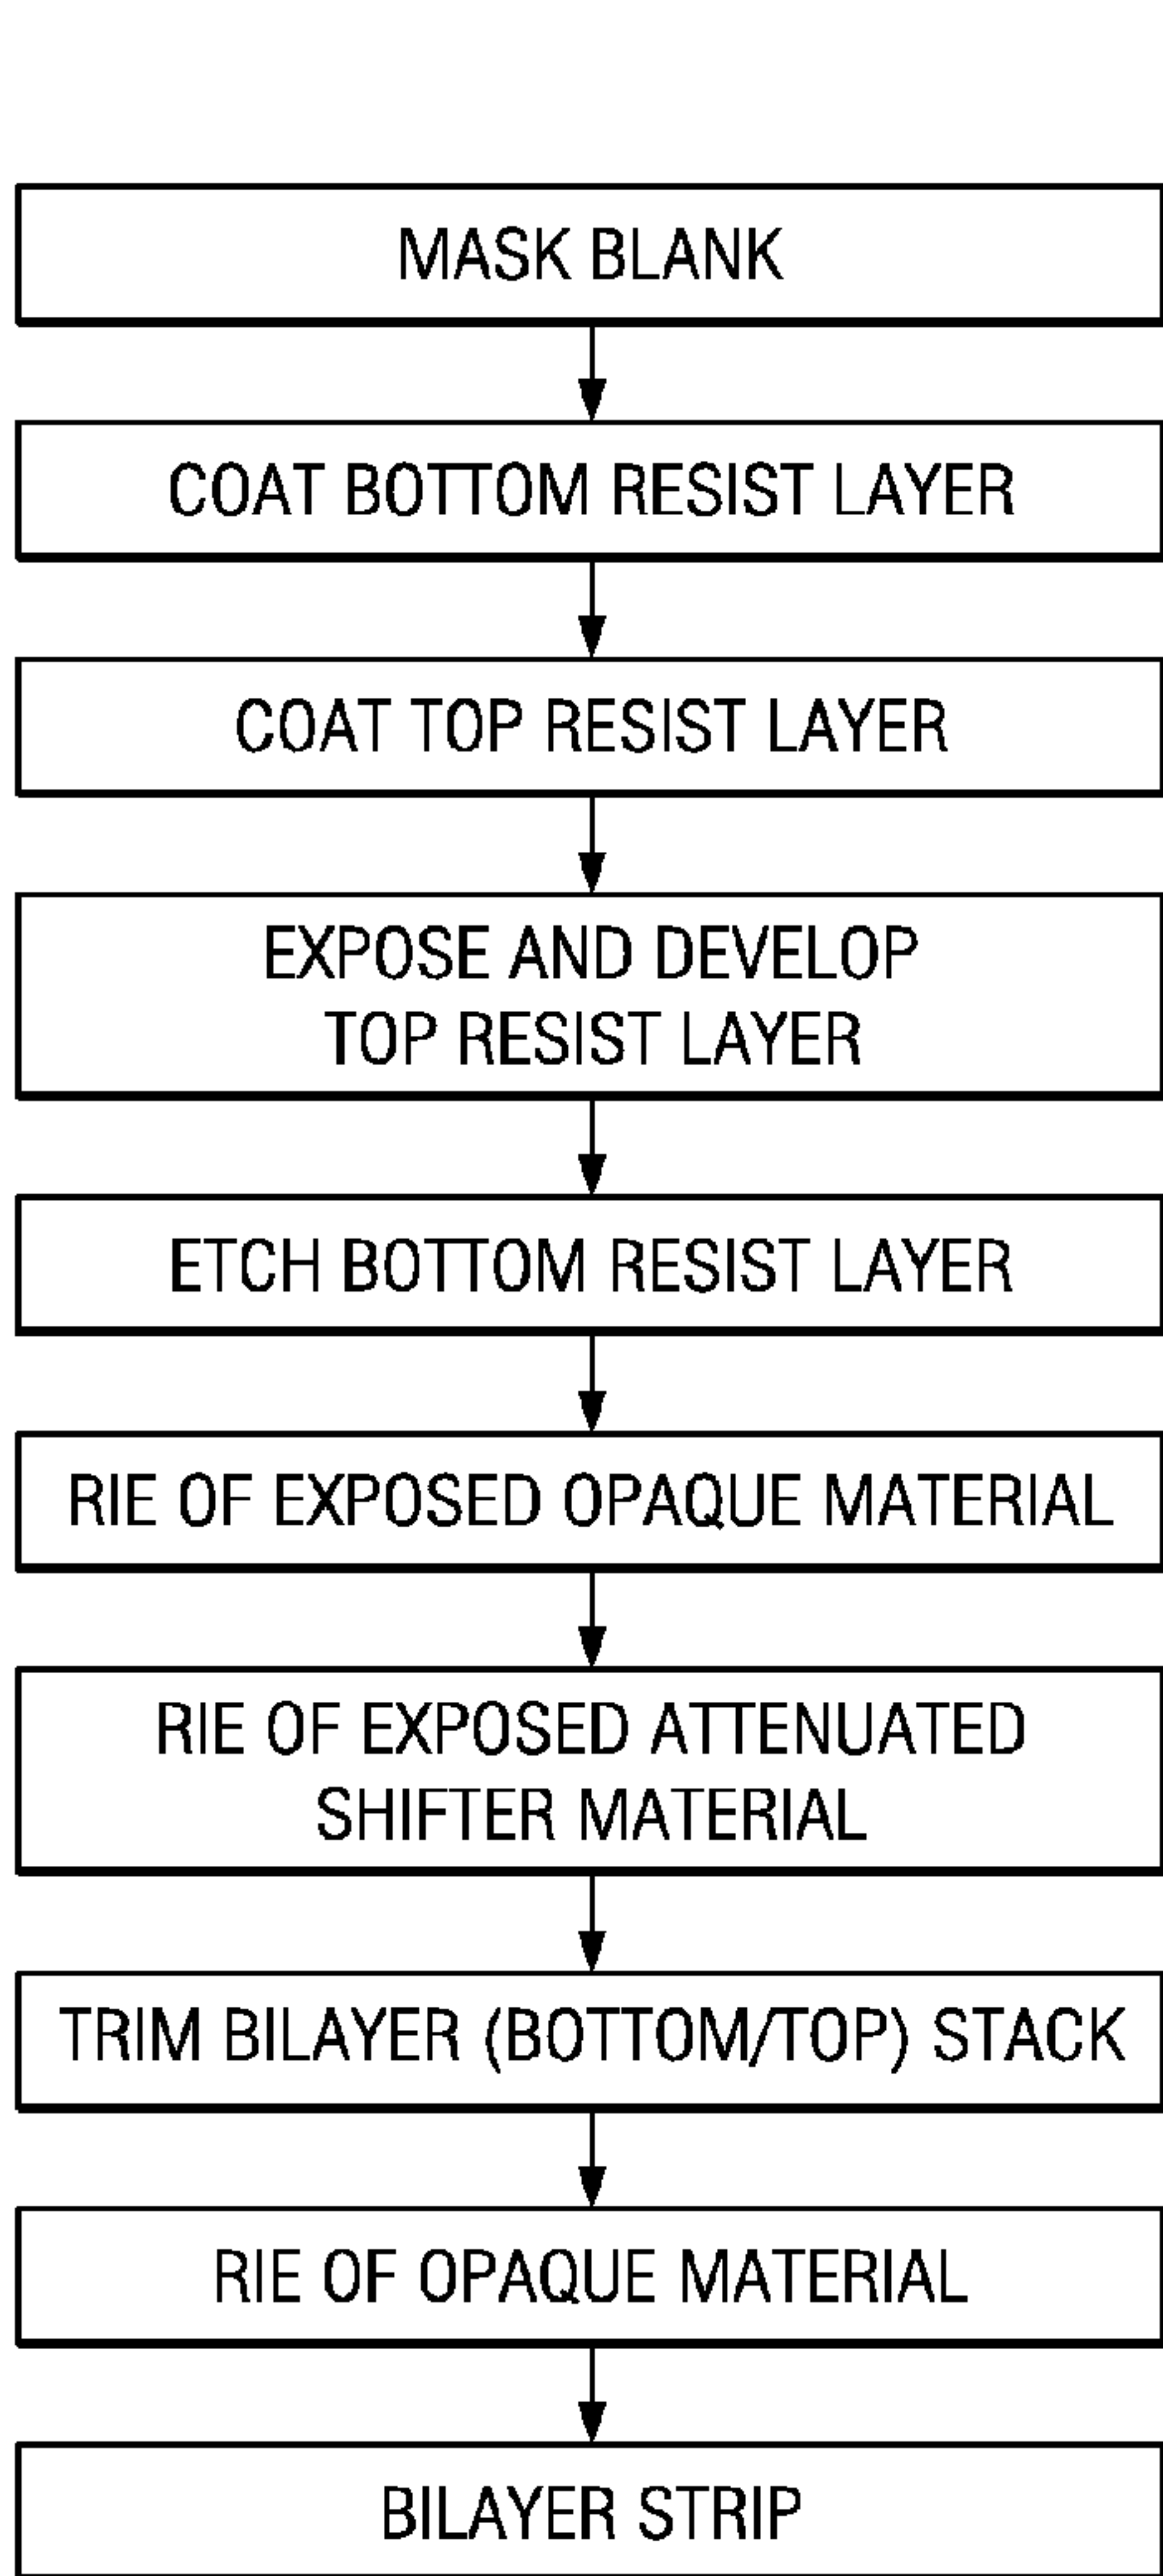 MASK BLANK
COAT BOTTOM RESIST LAYER
COAT TOP RESIST LAYER
EXPOSE AND DEVELOP
TOP RESIST LAYER
ETCH BOTTOM RESIST LAYER
RIE OF EXPOSED OPAQUE MATERIAL
RIE OF EXPOSED ATTENUATED
SHIFTER MATERIAL
TRIM BILAYER (BOTTOM/TOP) STACK
RIE OF OPAQUE MATERIAL
BILAYER STRIP